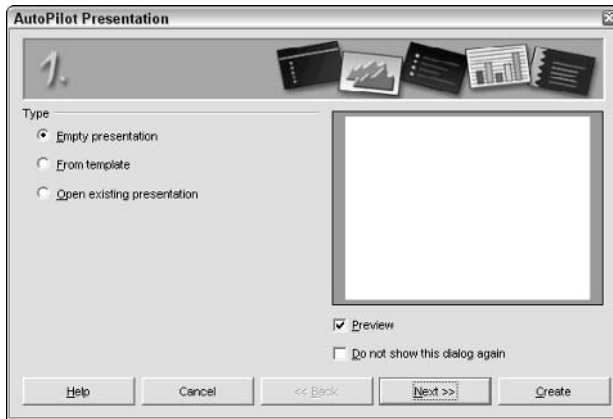 AutoPilot Presentation
1.
Type
Empty presentation
From template
Open existing presentation
Preview
Do not show this dialog again
Help
Cancel
<< Back
Next >>
Create